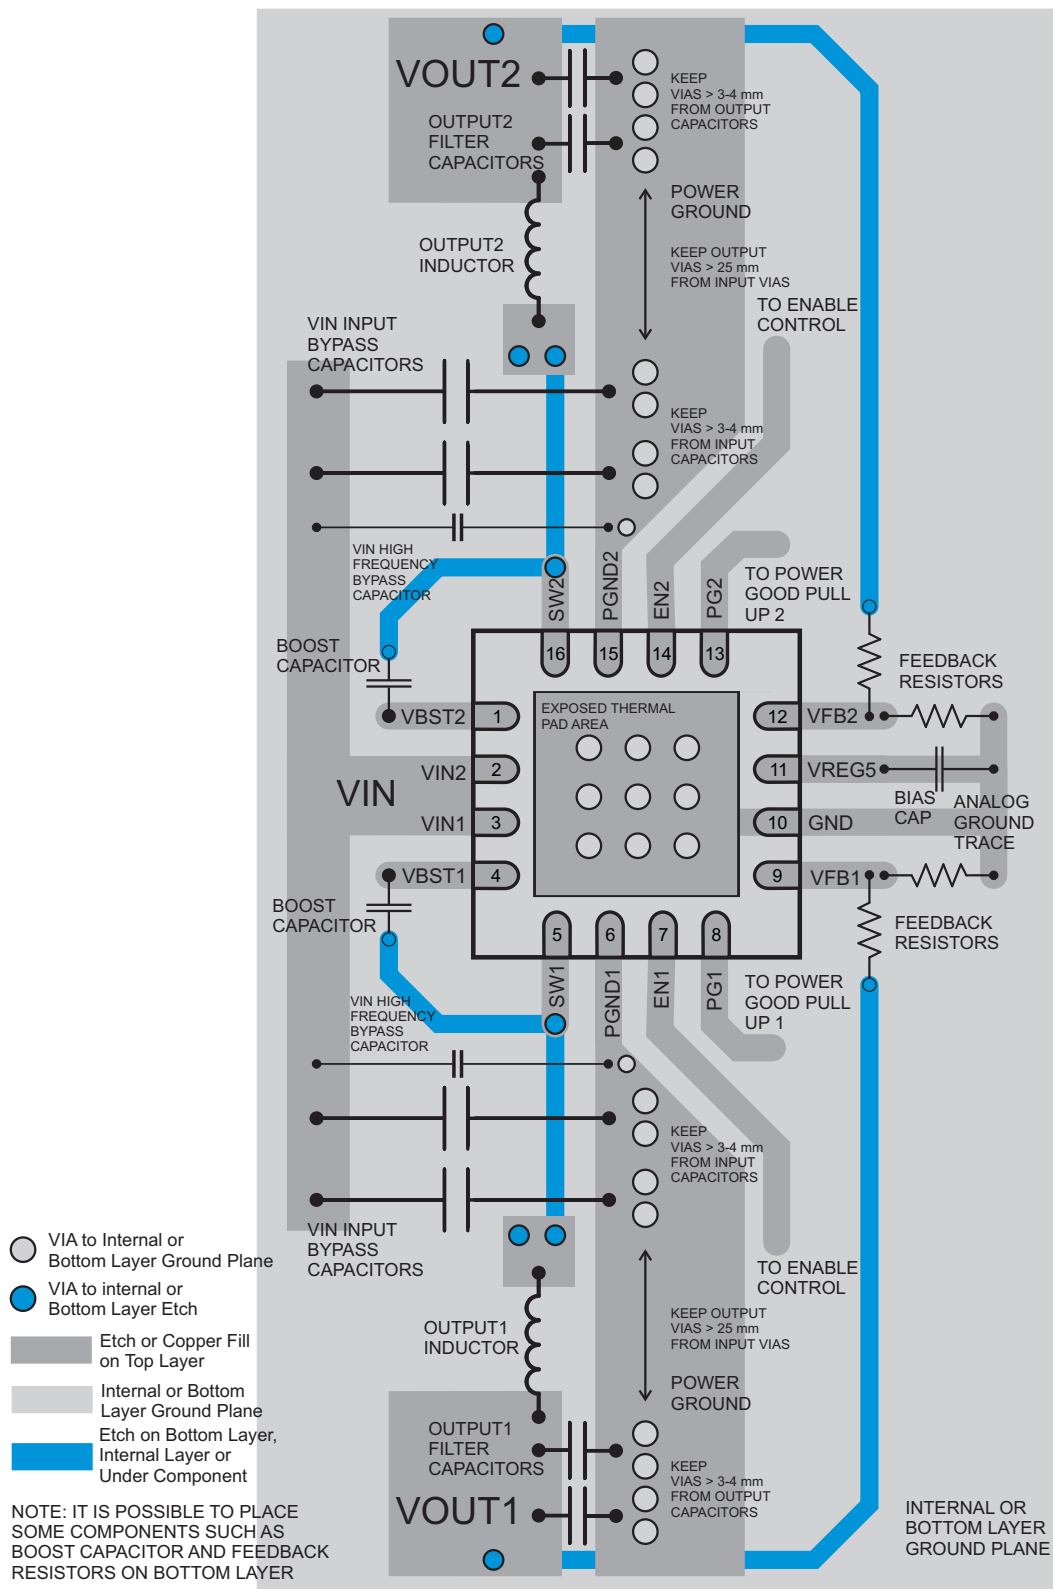 VOUT2
KEEP
VIAS > 3-4 mm
FROM OUTPUT
CAPACITORS
OUTPUT2
FILTER
CAPACITORS
POWER
GROUND
OUTPUT2
INDUCTOR
KEEP OUTPUT
VIAS > 25 mm
FROM INPUT VIAS
TO ENABLE
CONTROL
VIN INPUT
BYPASS
CAPACITORS
KEEP
VIAS > 3-4 mm
FROM INPUT
CAPACITORS
VIN HIGH
FREQUENCY
BYPASS
CAPACITOR
SW2
PGND2
EN2
PG2
TO POWER
GOOD PULL
UP 2
BOOST
CAPACITOR
16
15
14
13
FEEDBACK
RESISTORS
VBST2
1
EXPOSED THERMAL
PAD AREA
12
VFB2
VIN2
2
11
VREG5
VIN
BIAS
CAP
ANALOG
GROUND
TRACE
VIN1
3
10
GND
VBST1
4
9
VFB1
BOOST
CAPACITOR
5
6
7
8
FEEDBACK
RESISTORS
SW1
PGND1
EN1
PG1
TO POWER
GOOD PULL
UP 1
VIN HIGH
FREQUENCY
BYPASS
CAPACITOR
KEEP
VIAS > 3-4 mm
FROM INPUT
CAPACITORS
VIN INPUT
BYPASS
CAPACITORS
TO ENABLE
CONTROL
KEEP OUTPUT
VIAS > 25 mm
FROM INPUT VIAS
OUTPUT1
INDUCTOR
POWER
GROUND
OUTPUT1
FILTER
CAPACITORS
KEEP
VIAS > 3-4 mm
FROM OUTPUT
CAPACITORS
VOUT1
INTERNAL OR
BOTTOM LAYER
GROUND PLANE
VIA to Internal or
Bottom Layer Ground Plane
VIA to internal or
Bottom Layer Etch
Etch or Copper Fill
on Top Layer
Internal or Bottom
Layer Ground Plane
Etch on Bottom Layer,
Internal Layer or
Under Component
NOTE: IT IS POSSIBLE TO PLACE
SOME COMPONENTS SUCH AS
BOOST CAPACITOR AND FEEDBACK
RESISTORS ON BOTTOM LAYER